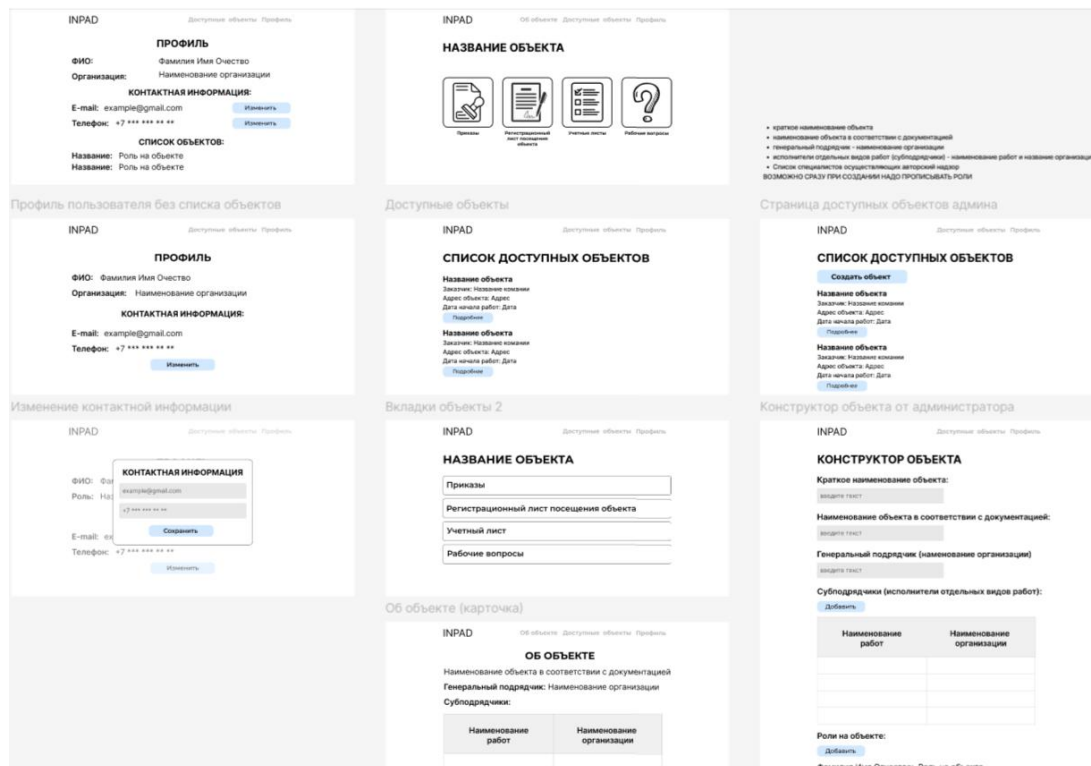 INPAD
Доступные объекты Профиль
ПРОФИЛЬ
ФИО: Фамилия Имя Очество
Организация: Наименование организации
КОНТАКТНАЯ ИНФОРМАЦИЯ:
E-mail: example@gmail.com Изменить
Телефон: +7 *** *** ** ** Изменить
СПИСОК ОБЪЕКТОВ:
Название: Роль на объекте
Название: Роль на объекте
INPAD
Об объекте Доступные объекты Профиль
НАЗВАНИЕ ОБЪЕКТА
Приказы
Регистрационный
лист посещения
объекта
Учетные листы
Рабочие вопросы
• краткое наименование объекта
• наименование объекта в соответствии с документацией
• генеральный подрядчик - наименование организации
• исполнители отдельных видов работ (субподрядчики) - наименование работ и название организаци
• Список специалистов осуществляющих авторский надзор
ВОЗМОЖНО СРАЗУ ПРИ СОЗДАНИИ НАДО ПРОПИСЫВАТЬ РОЛИ
Профиль пользователя без списка объектов
INPAD
Доступные объекты Профиль
ПРОФИЛЬ
ФИО: Фамилия Имя Очество
Организация: Наименование организации
КОНТАКТНАЯ ИНФОРМАЦИЯ:
E-mail: example@gmail.com
Телефон: +7 *** *** ** **
Изменить
Доступные объекты
INPAD
Доступные объекты Профиль
СПИСОК ДОСТУПНЫХ ОБЪЕКТОВ
Название объекта
Заказчик: Название комании
Адрес объекта: Адрес
Дата начала работ: Дата
Подробнее
Название объекта
Заказчик: Название комании
Адрес объекта: Адрес
Дата начала работ: Дата
Подробнее
Страница доступных объектов админа
INPAD
Доступные объекты Профиль
СПИСОК ДОСТУПНЫХ ОБЪЕКТОВ
Создать объект
Название объекта
Заказчик: Название комании
Адрес объекта: Адрес
Дата начала работ: Дата
Подробнее
Название объекта
Заказчик: Название комании
Адрес объекта: Адрес
Дата начала работ: Дата
Подробнее
Изменение контактной информации
INPAD
Доступные объекты Профиль
ФИО: Фа
Роль: На
КОНТАКТНАЯ ИНФОРМАЦИЯ
example@gmail.com
+7 *** *** ** **
Сохранить
E-mail: ex
Телефон: +7 *** *** ** **
Изменить
Вкладки объекты 2
INPAD
Доступные объекты Профиль
НАЗВАНИЕ ОБЪЕКТА
Приказы
Регистрационный лист посещения объекта
Учетный лист
Рабочие вопросы
Об объекте (карточка)
INPAD
Об объекте Доступные объекты Профиль
ОБ ОБЪЕКТЕ
Наименование объекта в соответствии с документацией
Генеральный подрядчик: Наименование организации
Субподрядчики:
Наименование работ
Наименование организации
Конструктор объекта от администратора
INPAD
Доступные объекты Профиль
КОНСТРУКТОР ОБЪЕКТА
Краткое наименование объекта:
введите текст
Наименование объекта в соответствии с документацией:
введите текст
Генеральный подрядчик (наменование организации)
введите текст
Субподрядчики (исполнители отдельных видов работ):
Добавить
Наименование работ
Наименование организации
Роли на объекте:
Добавить